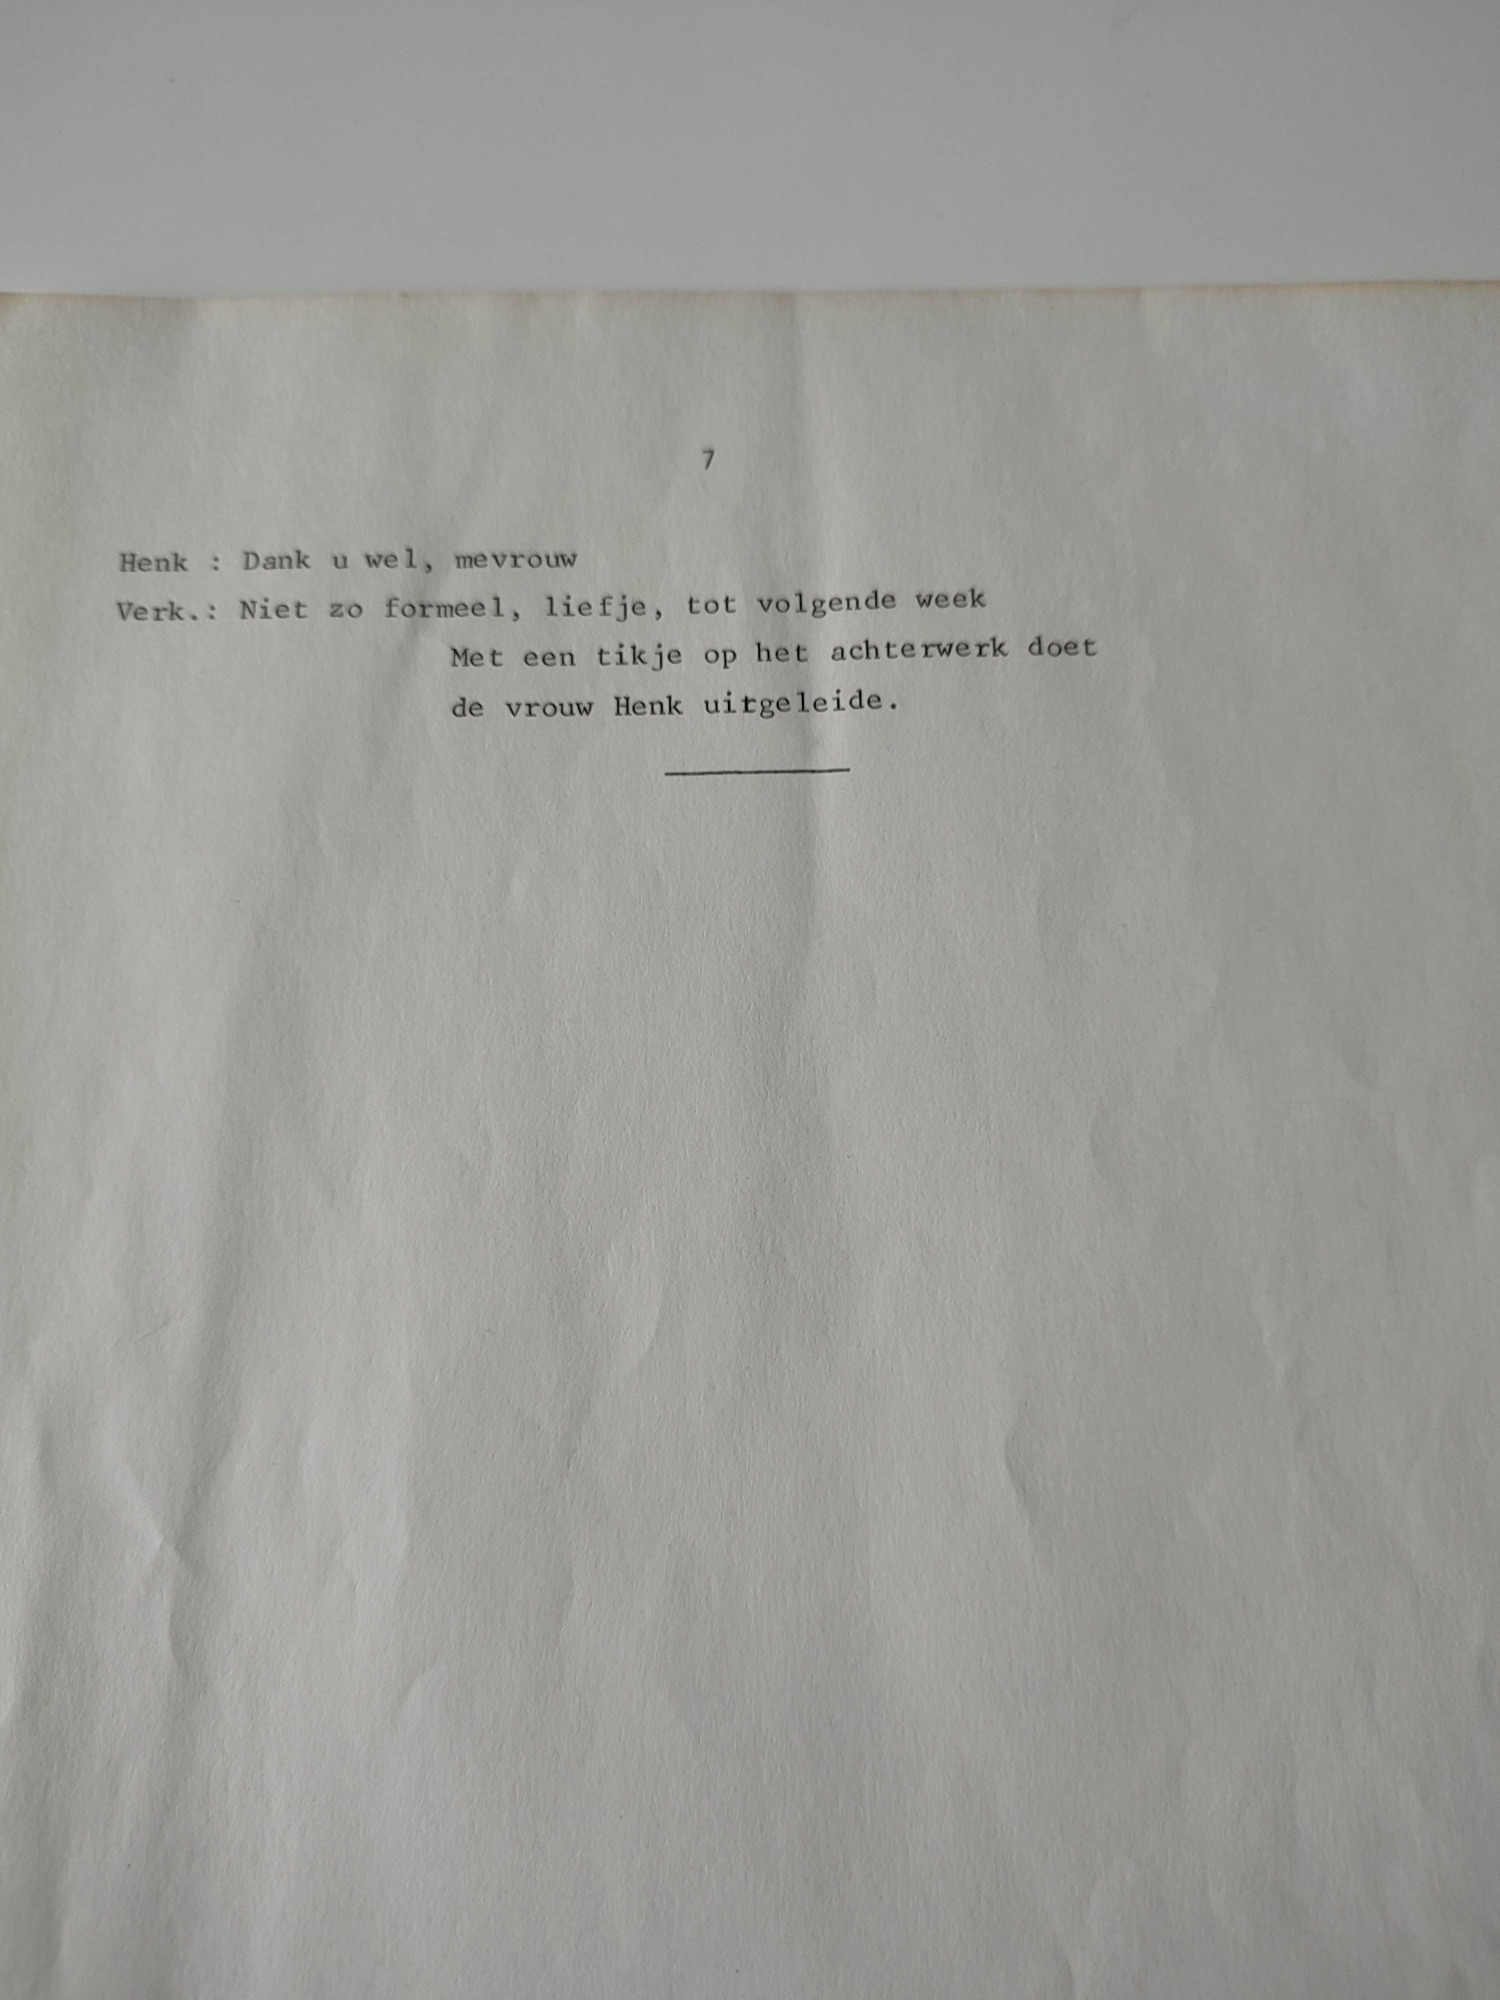 7
Henk : Dank u wel, mevrouw
Verk.: Niet zo formeel, liefje, tot volgende week
Met een tikje op het achterwerk doet
de vrouw Henk uitgeleide.